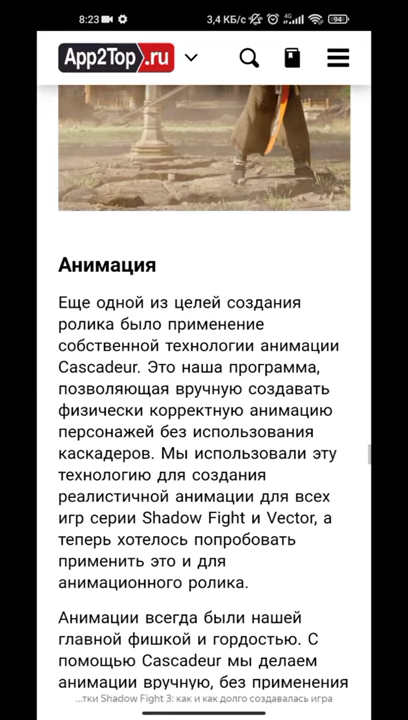 8:23
3,4 КБ/с
4G
94
App2Top.ru
Анимация
Еще одной из целей создания
ролика было применение
собственной технологии анимации
Cascadeur. Это наша программа,
позволяющая вручную создавать
физически корректную анимацию
персонажей без использования
каскадеров. Мы использовали эту
технологию для создания
реалистичной анимации для всех
игр серии Shadow Fight и Vector, а
теперь хотелось попробовать
применить это и для
анимационного ролика.
Анимации всегда были нашей
главной фишкой и гордостью. С
помощью Cascadeur мы делаем
анимации вручную, без применения
...тки Shadow Fight 3: как и как долго создавалась игра